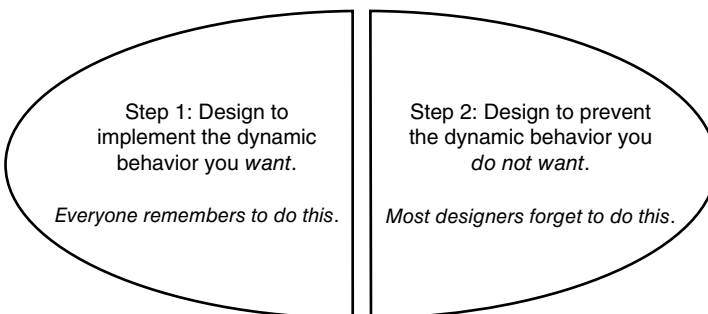 Step 1: Design to
implement the dynamic
behavior you want.
Everyone remembers to do this.
Step 2: Design to prevent
the dynamic behavior you
do not want.
Most designers forget to do this.